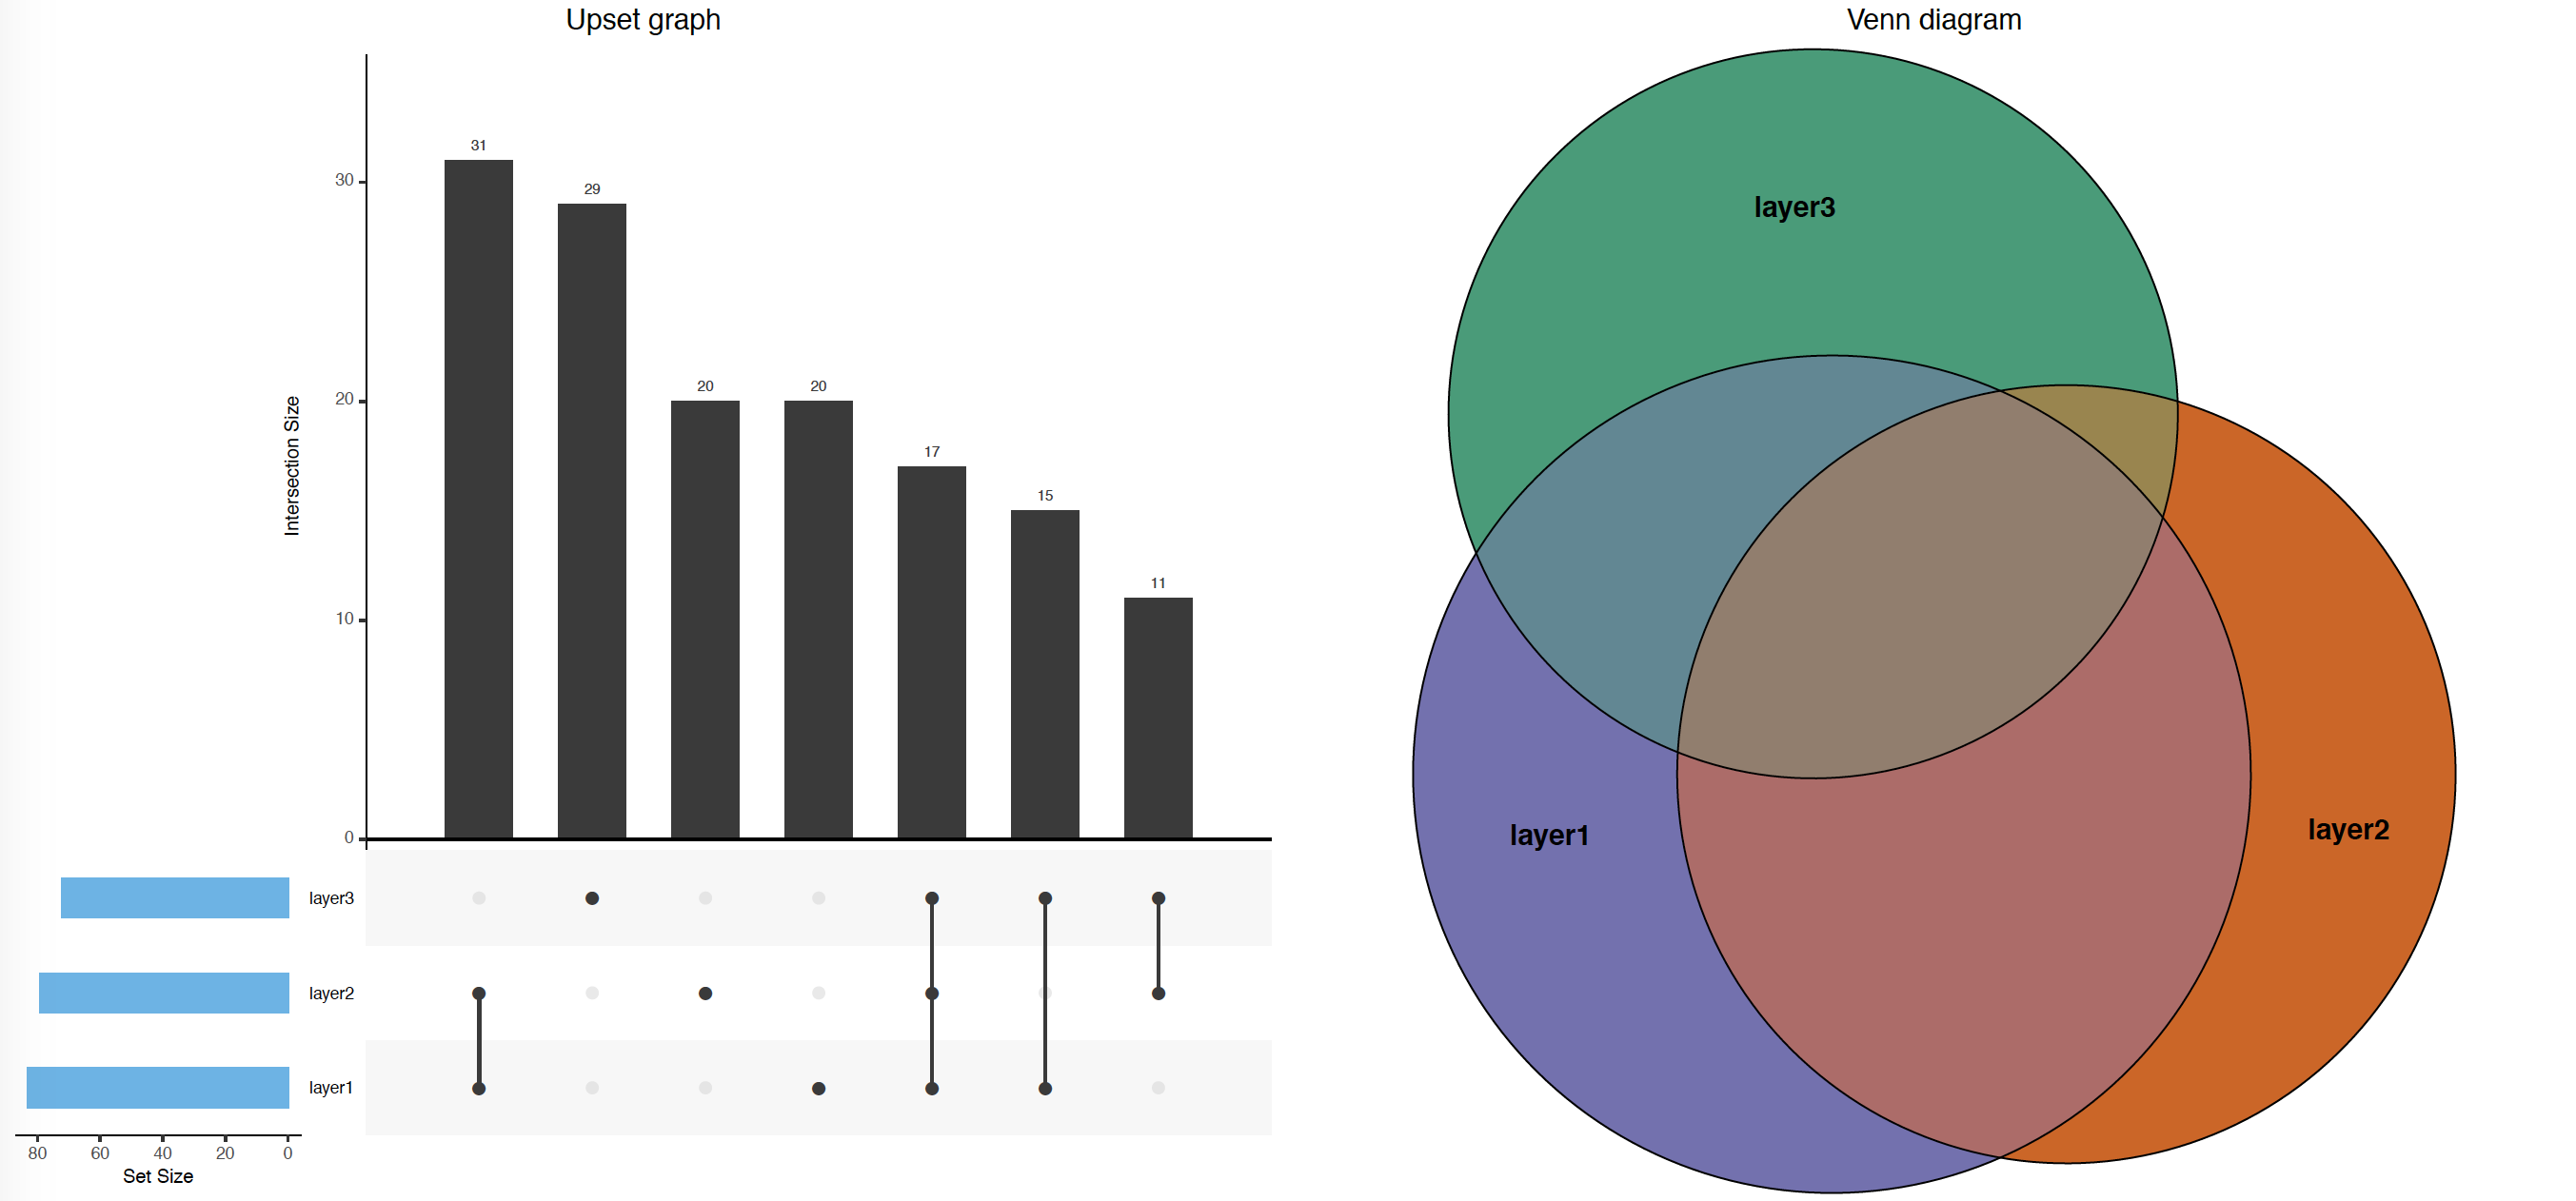 Upset graph
Venn diagram
31
29
20
20
17
15
11
30
20
10
0
Intersection Size
layer3
layer2
layer1
80 60 40 20 0
Set Size
layer3
layer1
layer2